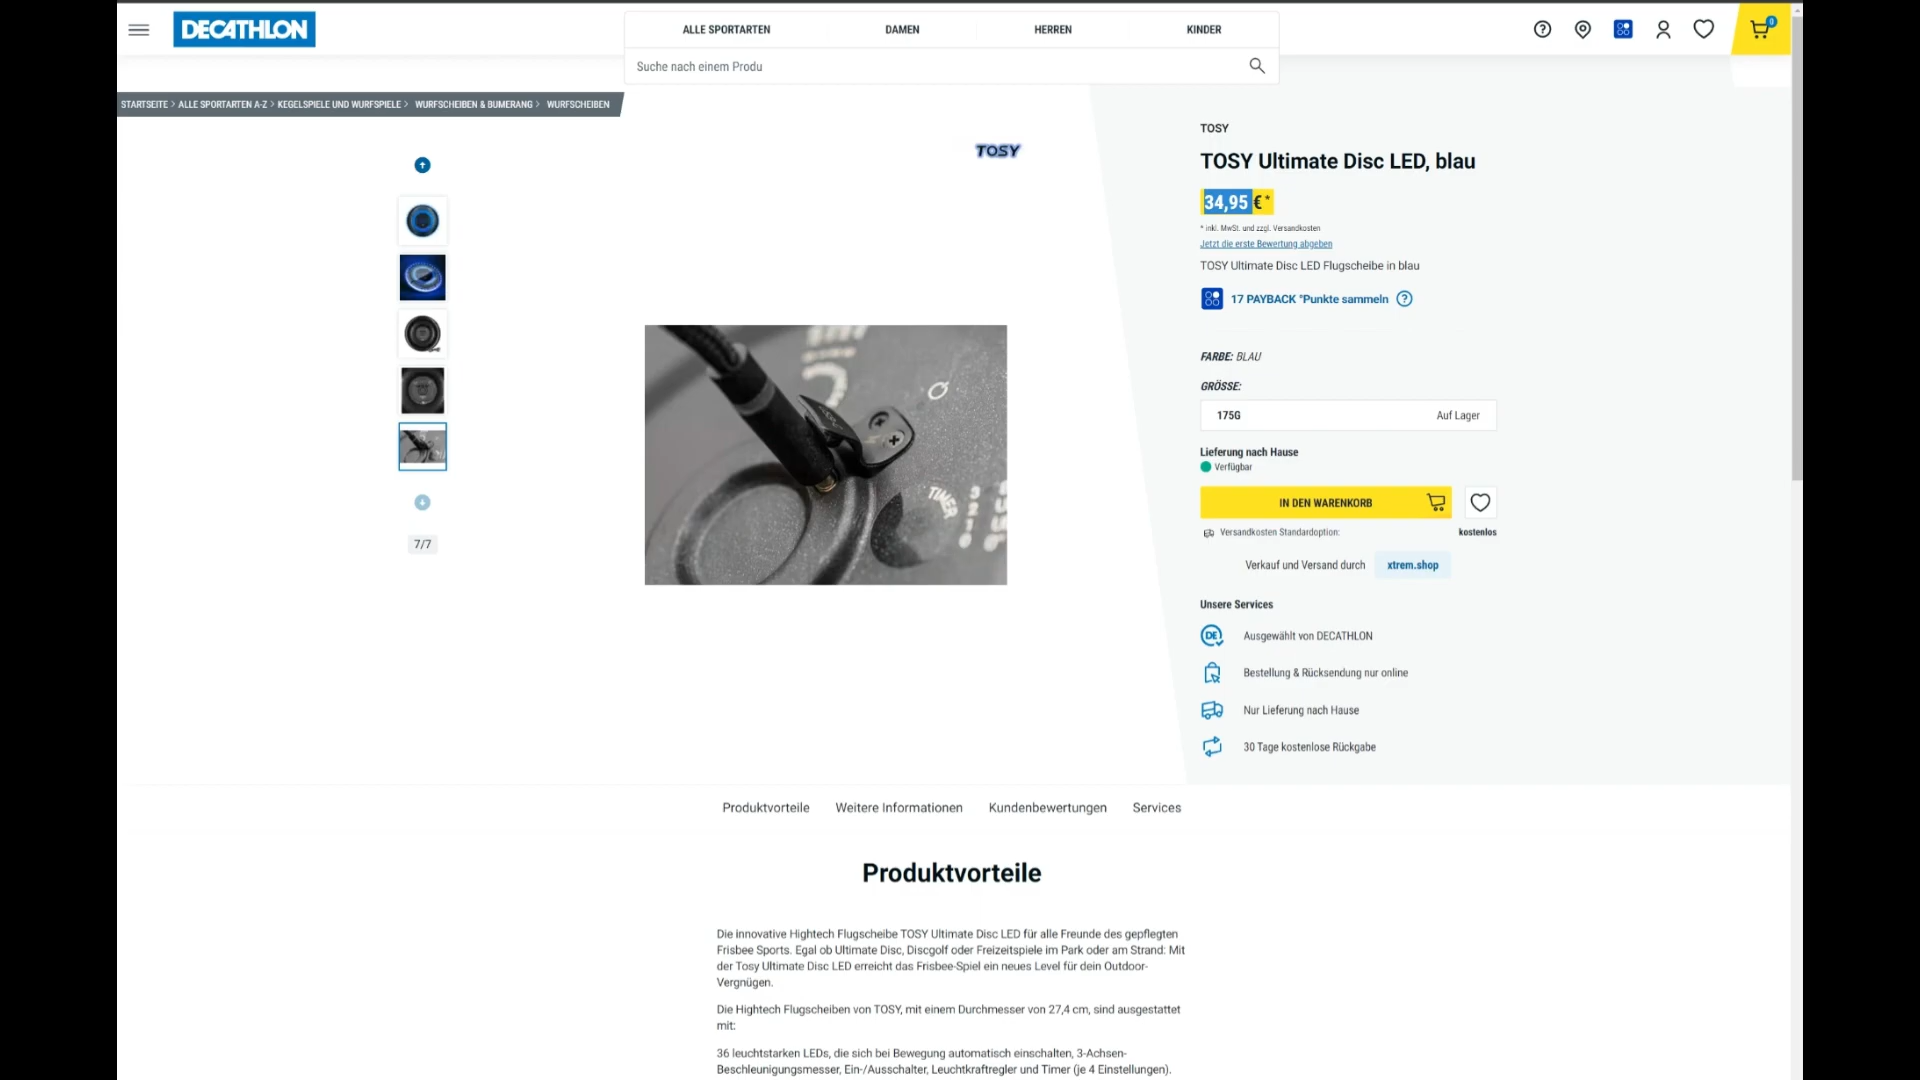 DECATHLON
ALLE SPORTARTEN
DAMEN
HERREN
KINDER
0
Suche nach einem Produ
STARTSEITE > ALLE SPORTARTEN A-Z > KEGELSPIELE UND WURFSPIELE > WURFSCHEIBEN & BUMERANG > WURFSCHEIBEN
TOSY
7/7
TIMER
TOSY
TOSY Ultimate Disc LED, blau
34,95 € *
* inkl. MwSt. und zzgl. Versandkosten
Jetzt die erste Bewertung abgeben
TOSY Ultimate Disc LED Flugscheibe in blau
17 PAYBACK °Punkte sammeln ?
FARBE: BLAU
GRÖSSE:
175G Auf Lager
Lieferung nach Hause
Verfügbar
IN DEN WARENKORB
Versandkosten Standardoption: kostenlos
Verkauf und Versand durch xtrem.shop
Unsere Services
DE Ausgewählt von DECATHLON
Bestellung & Rücksendung nur online
Nur Lieferung nach Hause
30 Tage kostenlose Rückgabe
Produktvorteile
Weitere Informationen
Kundenbewertungen
Services
Produktvorteile
Die innovative Hightech Flugscheibe TOSY Ultimate Disc LED für alle Freunde des gepflegten
Frisbee Sports. Egal ob Ultimate Disc, Discgolf oder Freizeitspiele im Park oder am Strand: Mit
der Tosy Ultimate Disc LED erreicht das Frisbee-Spiel ein neues Level für dein Outdoor-
Vergnügen.
Die Hightech Flugscheiben von TOSY, mit einem Durchmesser von 27,4 cm, sind ausgestattet
mit:
36 leuchtstarken LEDs, die sich bei Bewegung automatisch einschalten, 3-Achsen-
Beschleunigungsmesser, Ein-/Ausschalter, Leuchtkraftregler und Timer (je 4 Einstellungen).